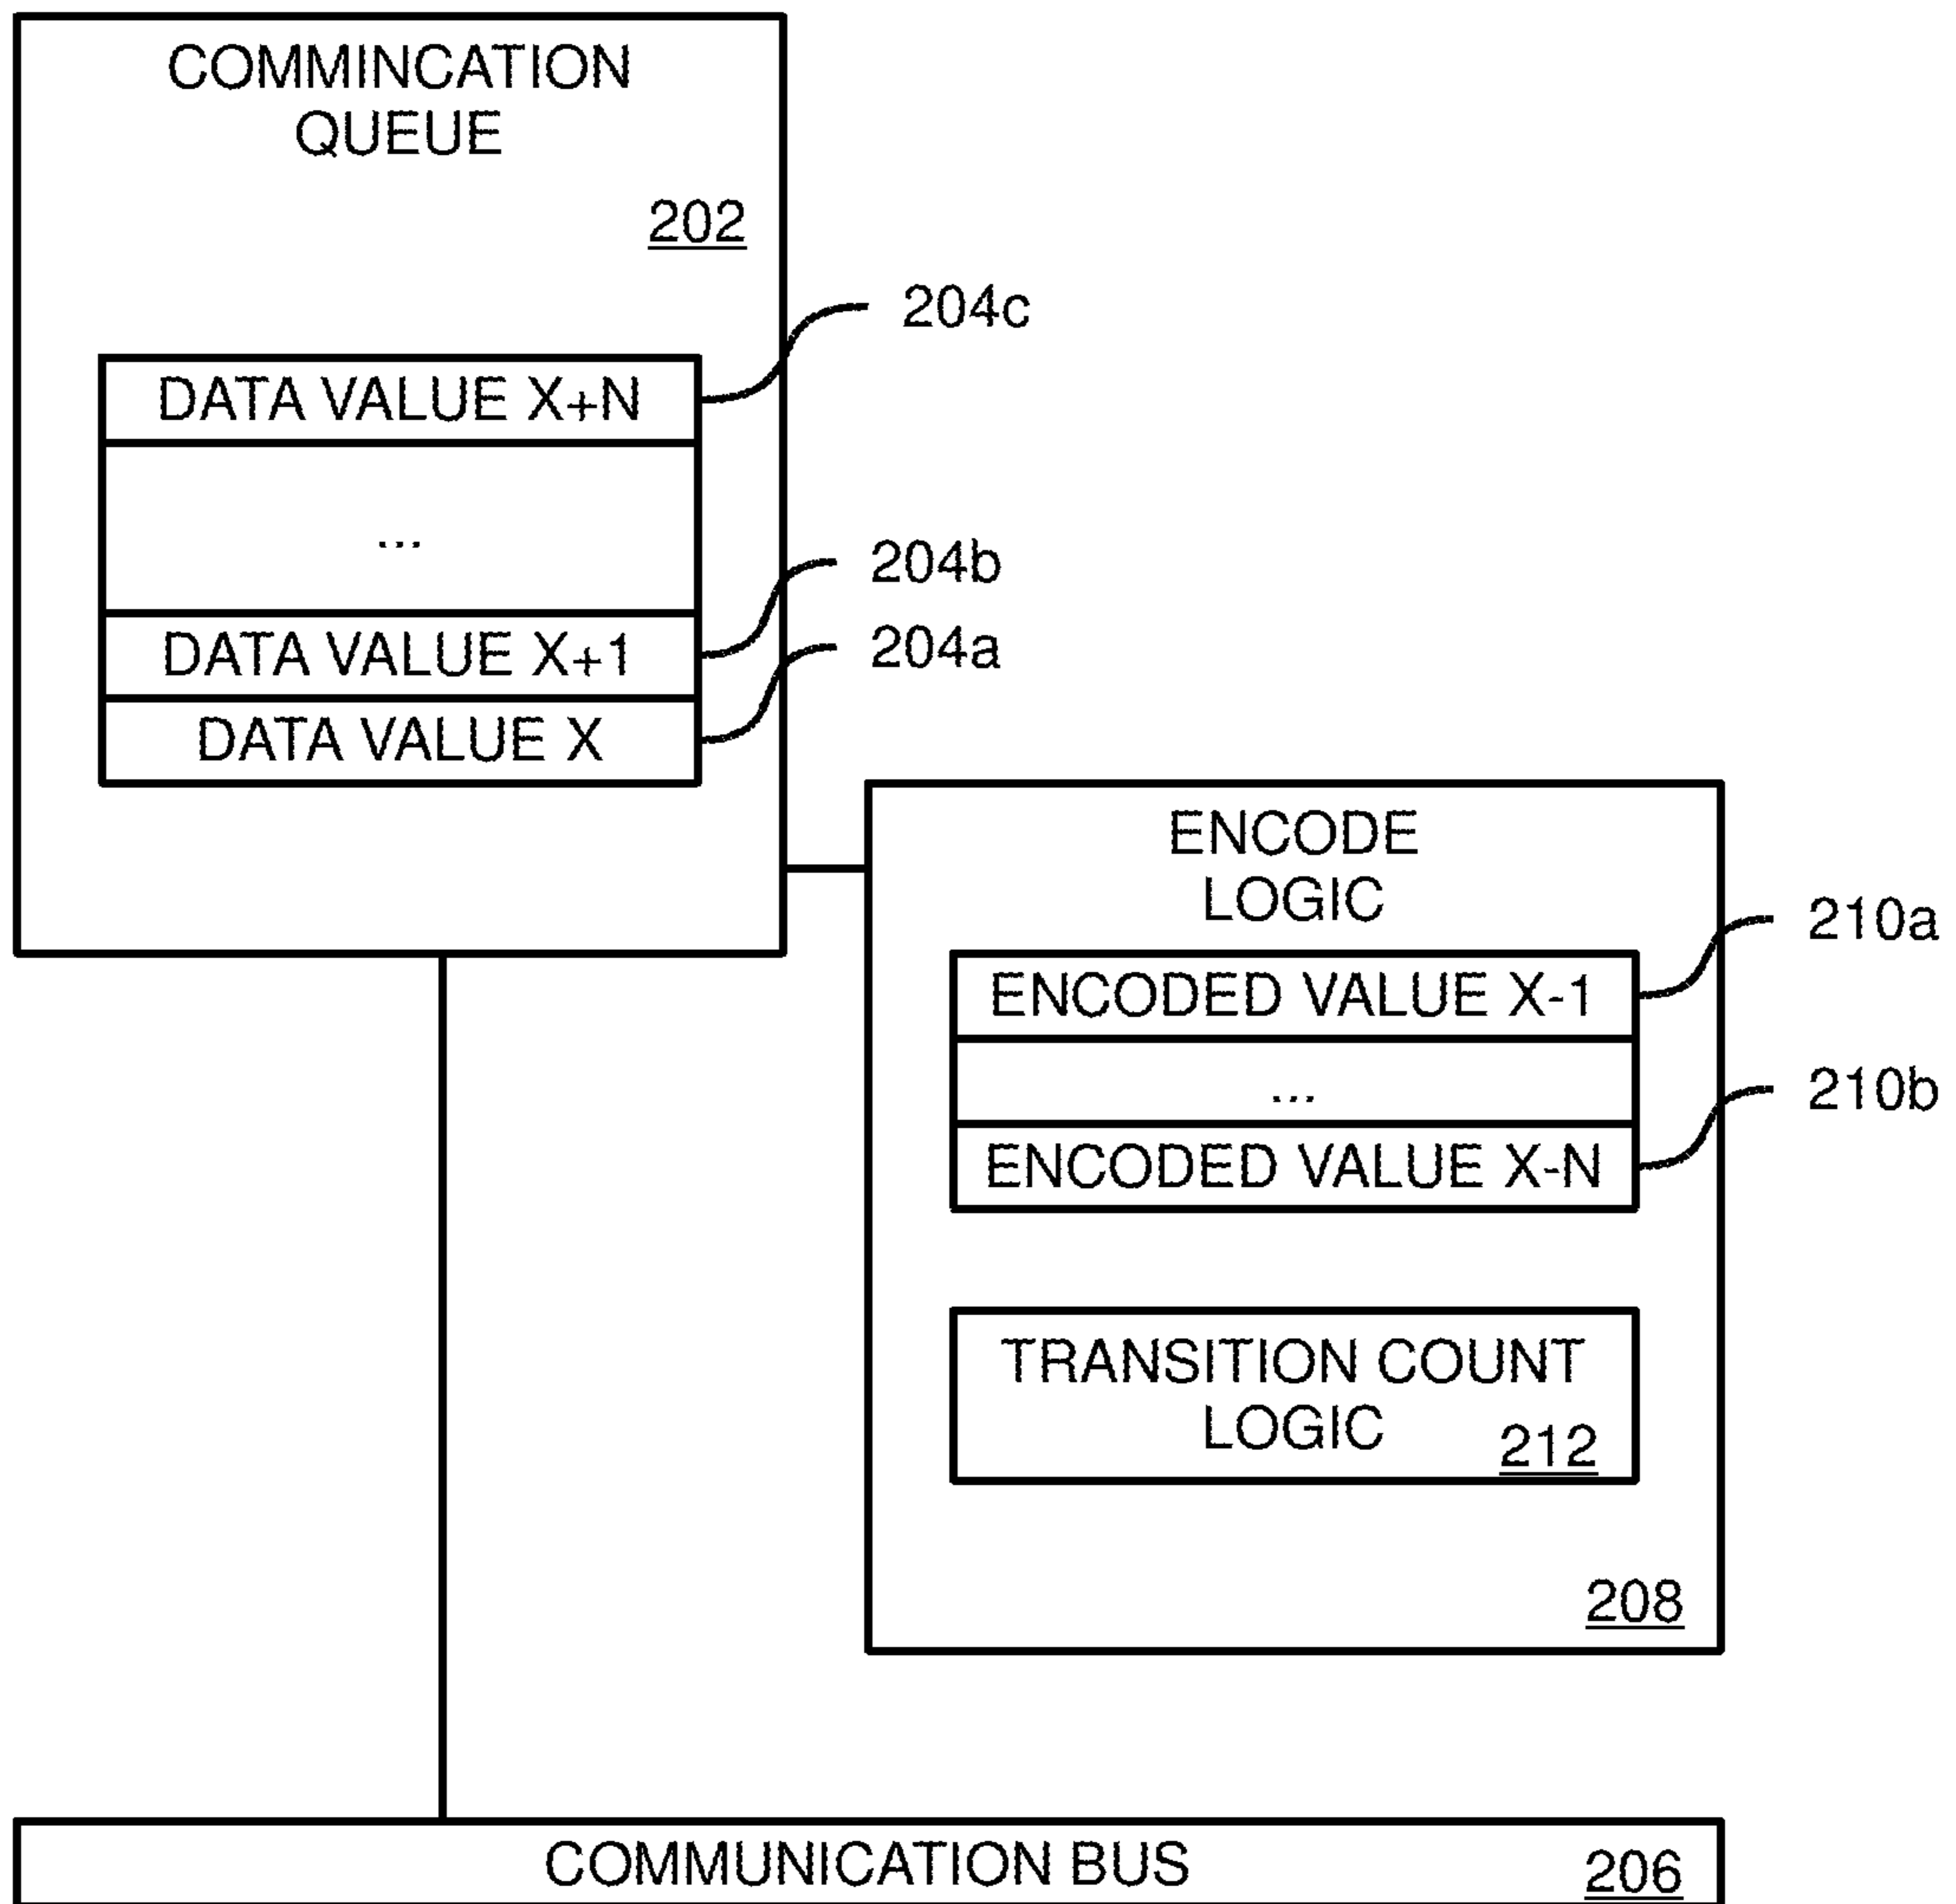 COMMINCATION
QUEUE
202
204c
DATA VALUE X+N
...
204b
DATA VALUE X+1
204a
DATA VALUE X
ENCODE
LOGIC
210a
ENCODED VALUE X-1
...
210b
ENCODED VALUE X-N
TRANSITION COUNT
LOGIC
212
208
COMMUNICATION BUS
206